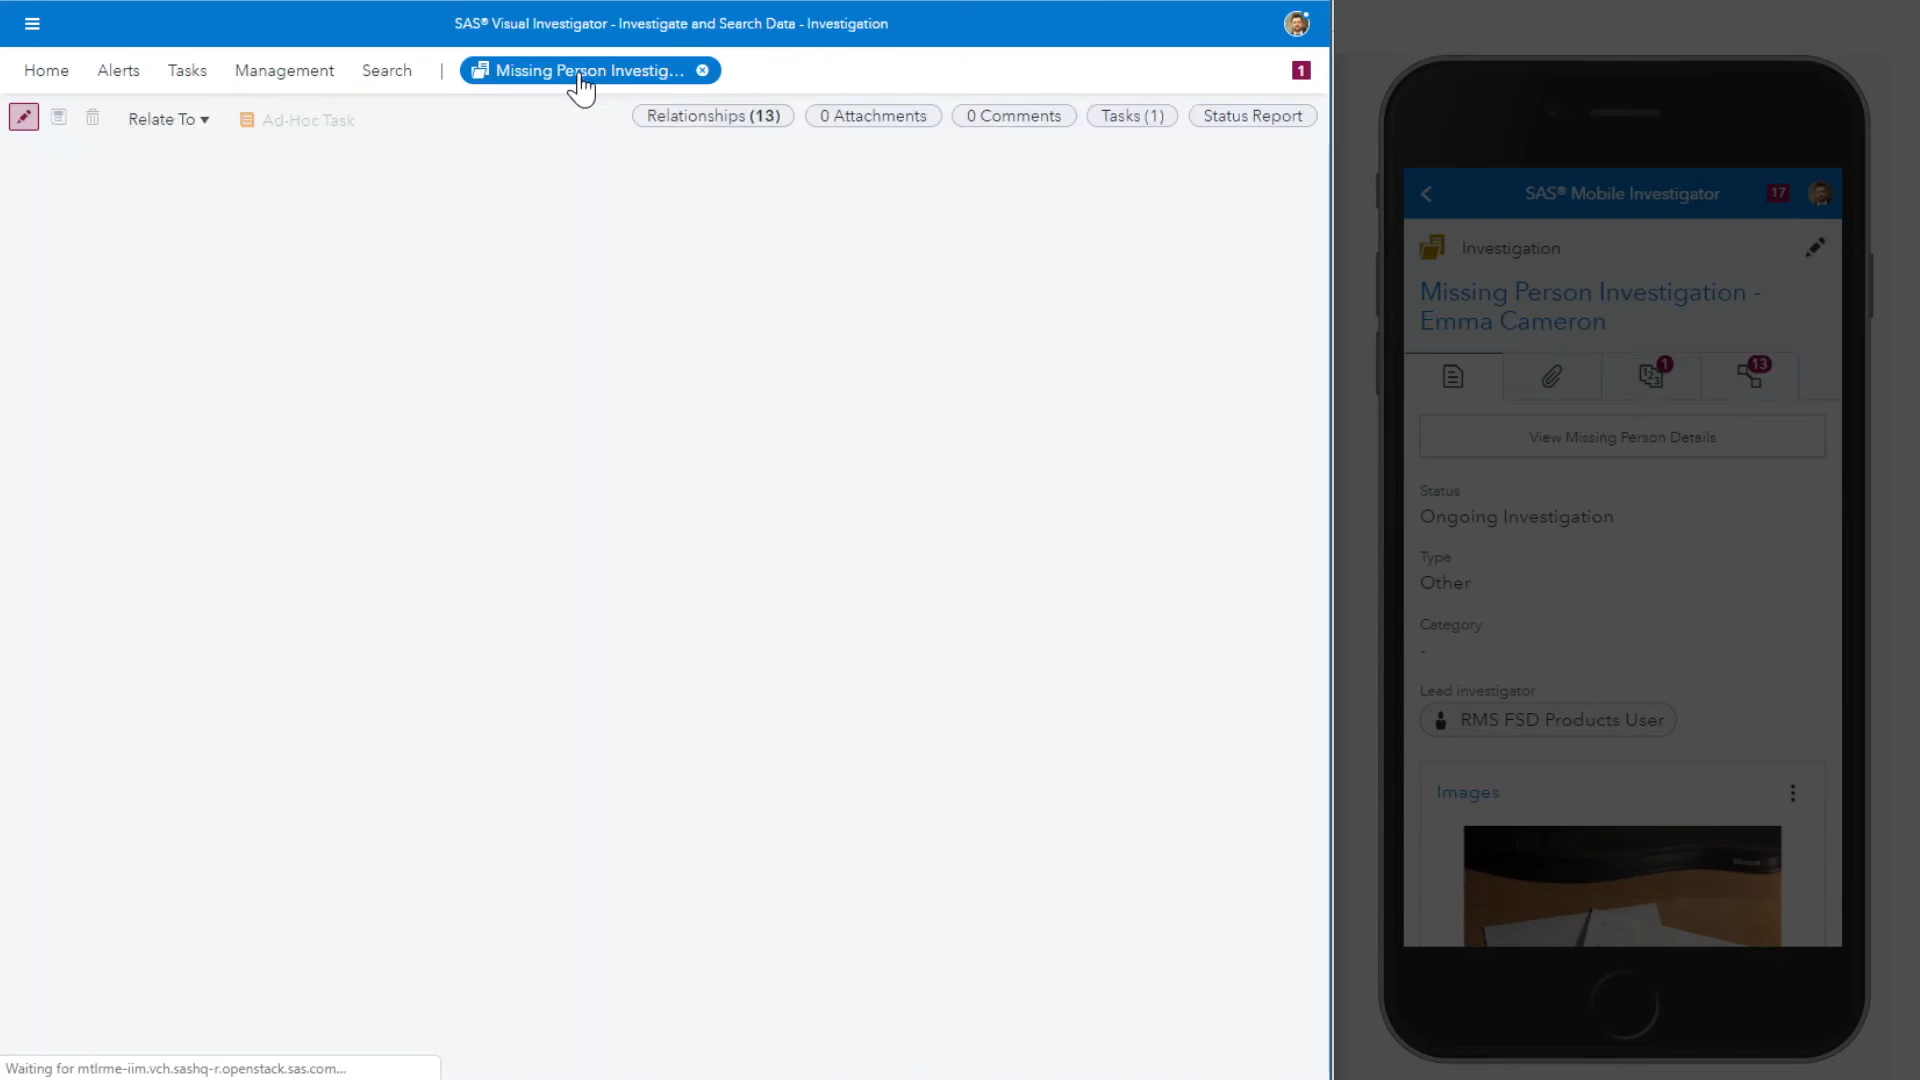 SAS® Visual Investigator - Investigate and Search Data - Investigation
Home Alerts Tasks Management Search | Missing Person Investig... 1
Relate To ▾ Ad-Hoc Task Relationships (13) 0 Attachments 0 Comments Tasks (1) Status Report
Waiting for mtlrme-iim.vch.sashq-r.openstack.sas.com...
SAS® Mobile Investigator 17
Investigation
Missing Person Investigation -
Emma Cameron
1 13
View Missing Person Details
Status
Ongoing Investigation
Type
Other
Category
-
Lead investigator
RMS FSD Products User
Images